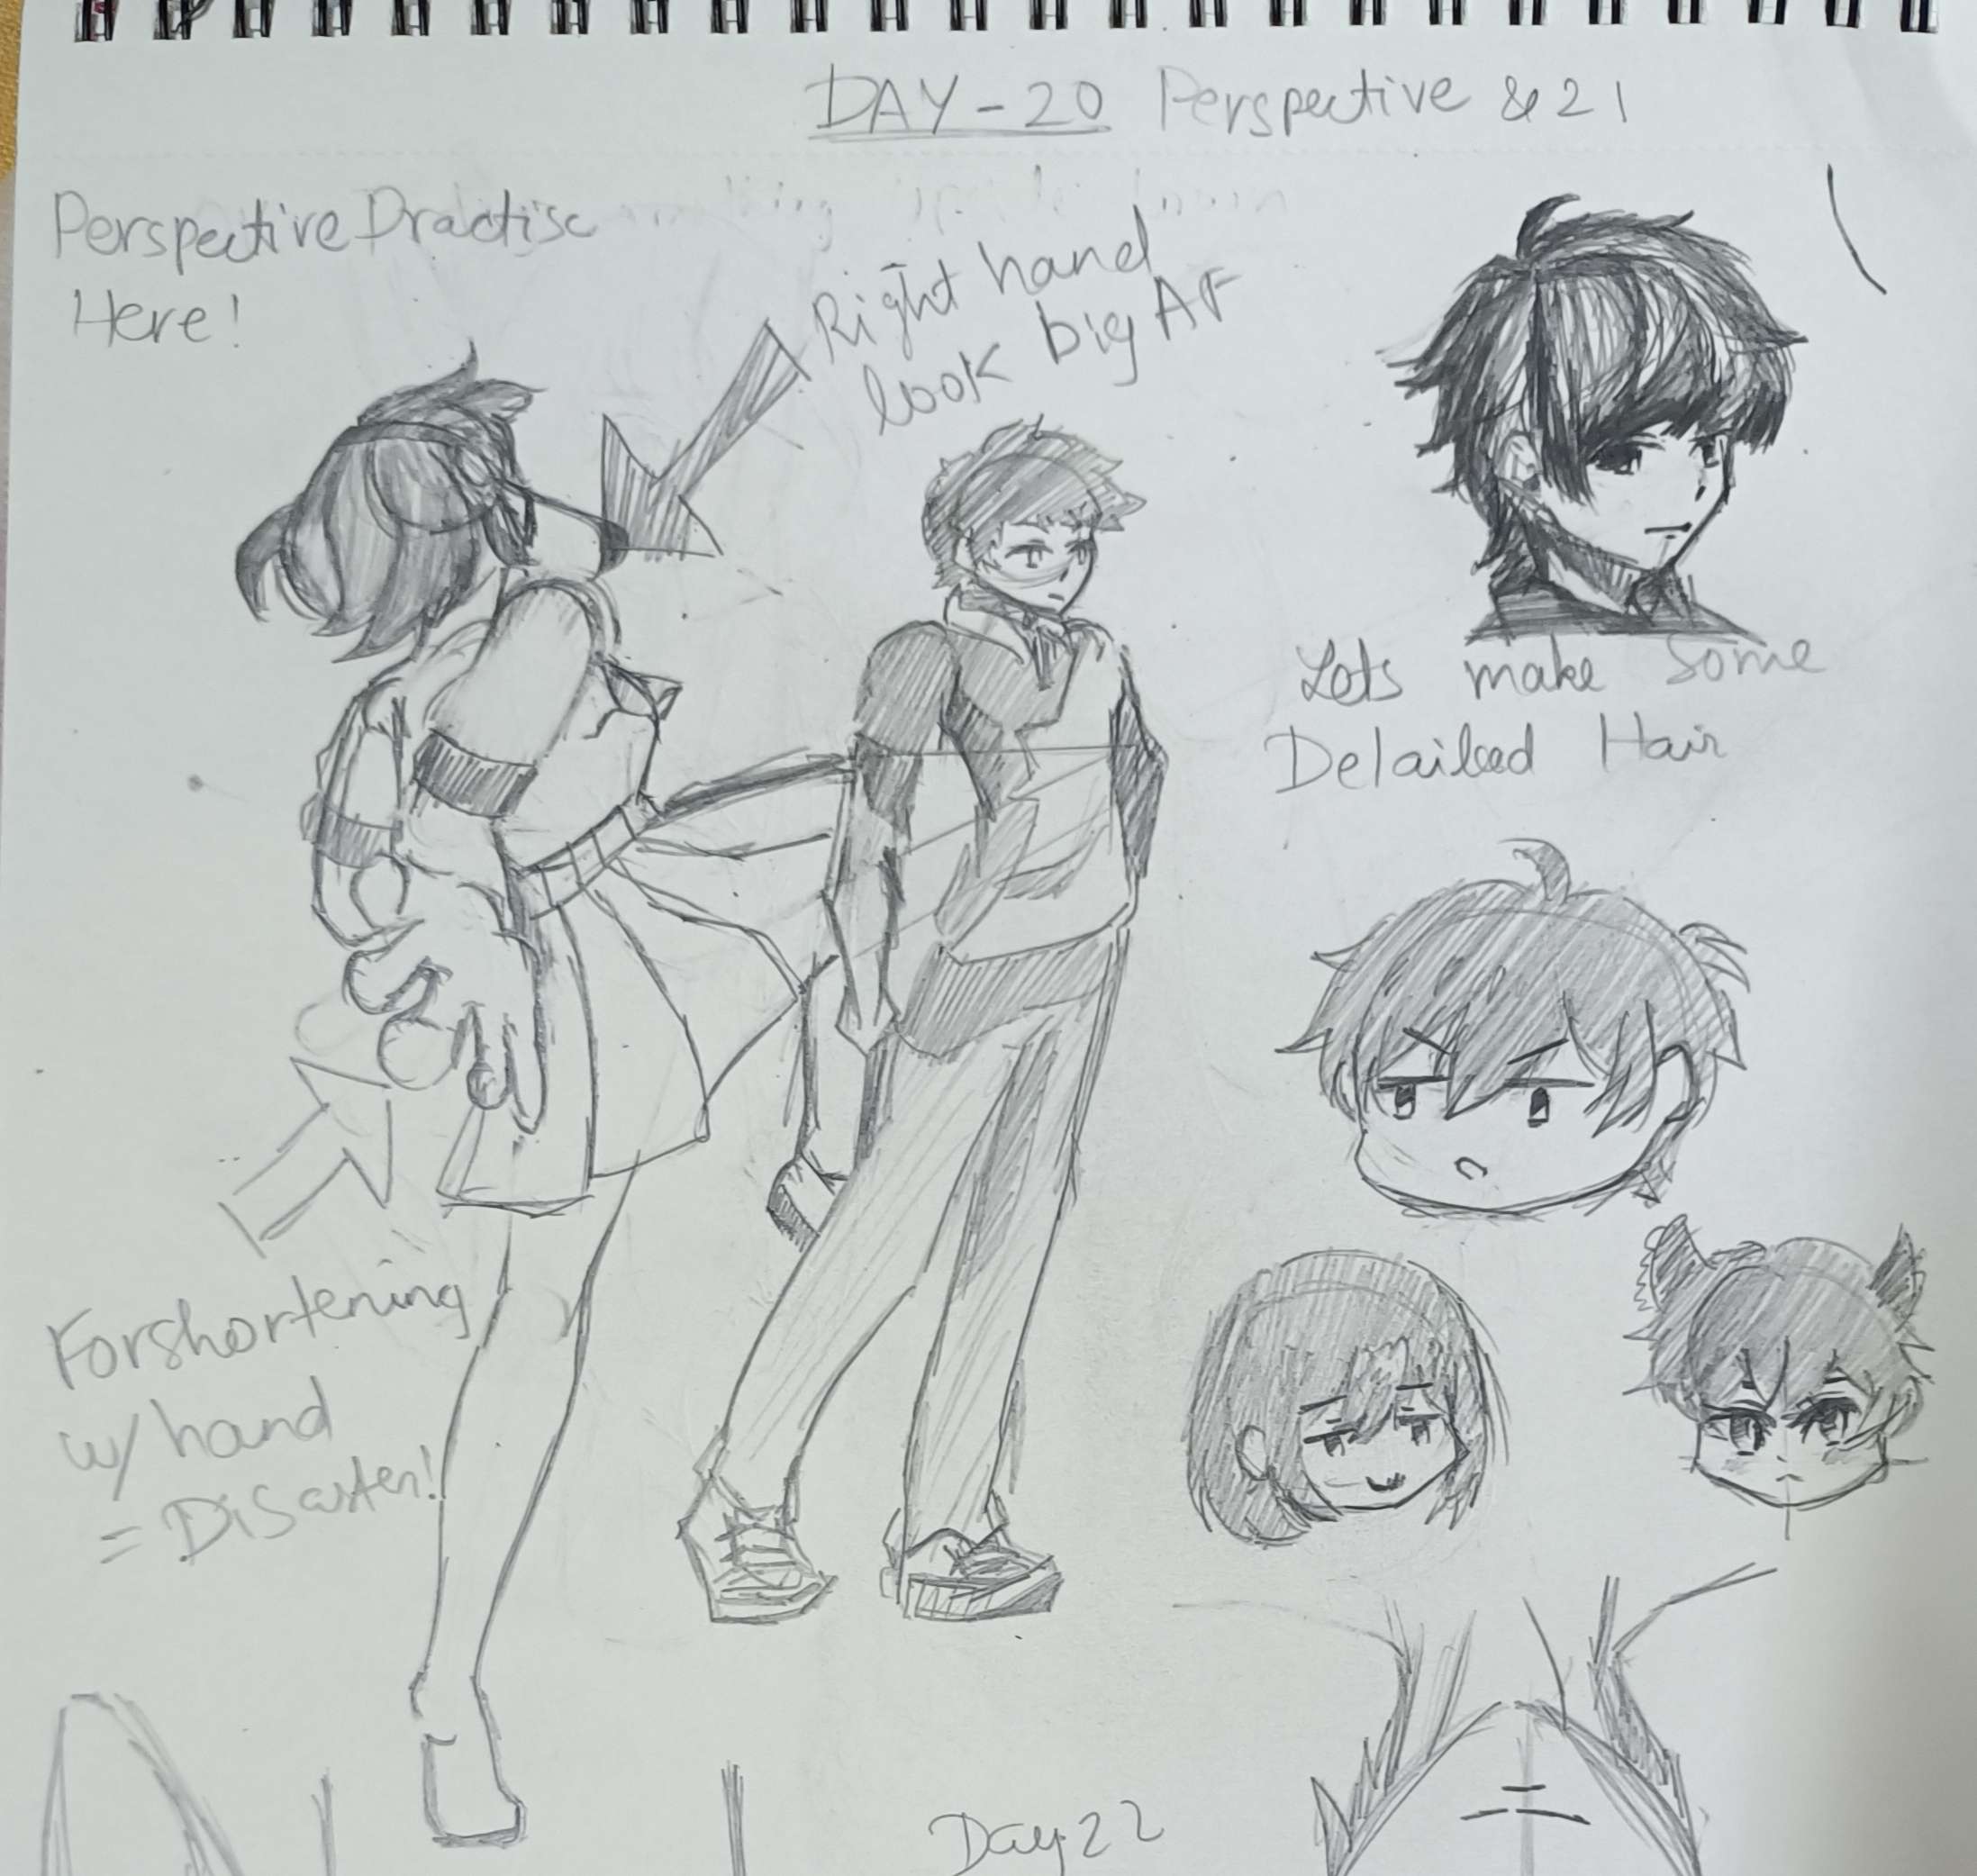 DAY-20 Perspective & 21
Perspective Practise
Here!
Right hand
look big AF
Lets make some
Detailed Hair
Forshortening
w/ hand
= Disaster!
Day 22